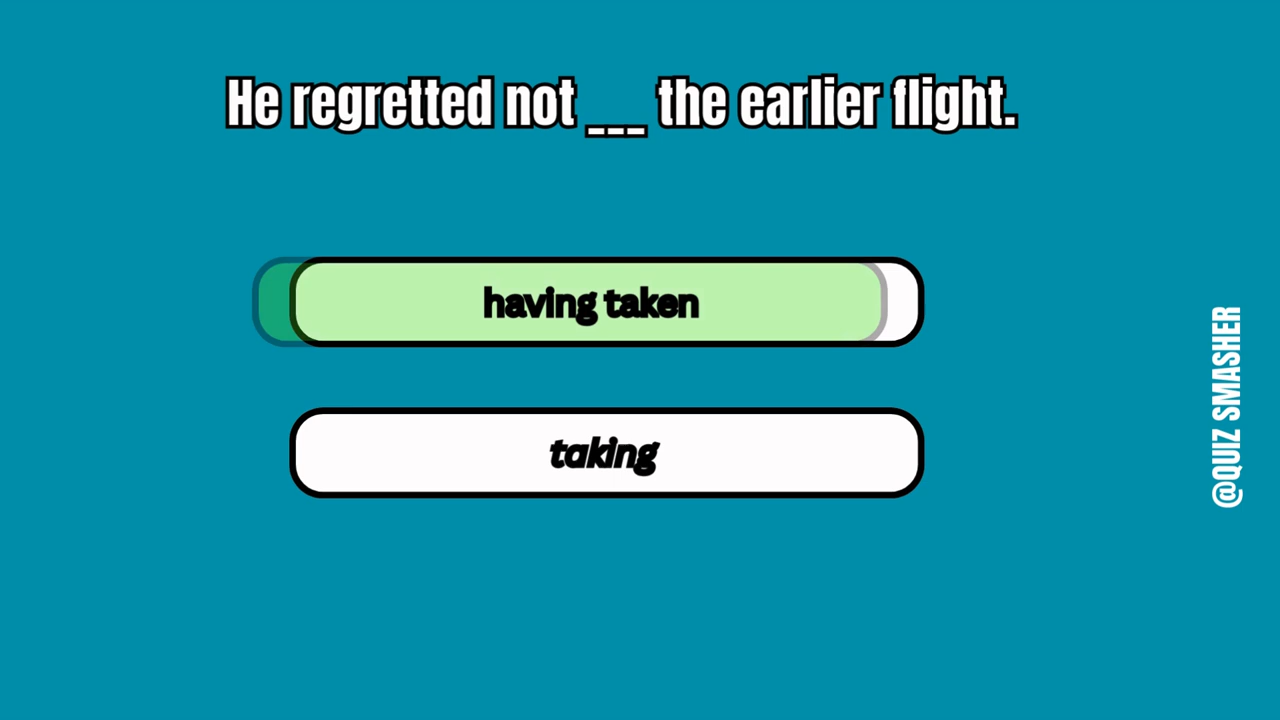 He regretted not ___ the earlier flight.
having taken
taking
@QUIZ SMASHER